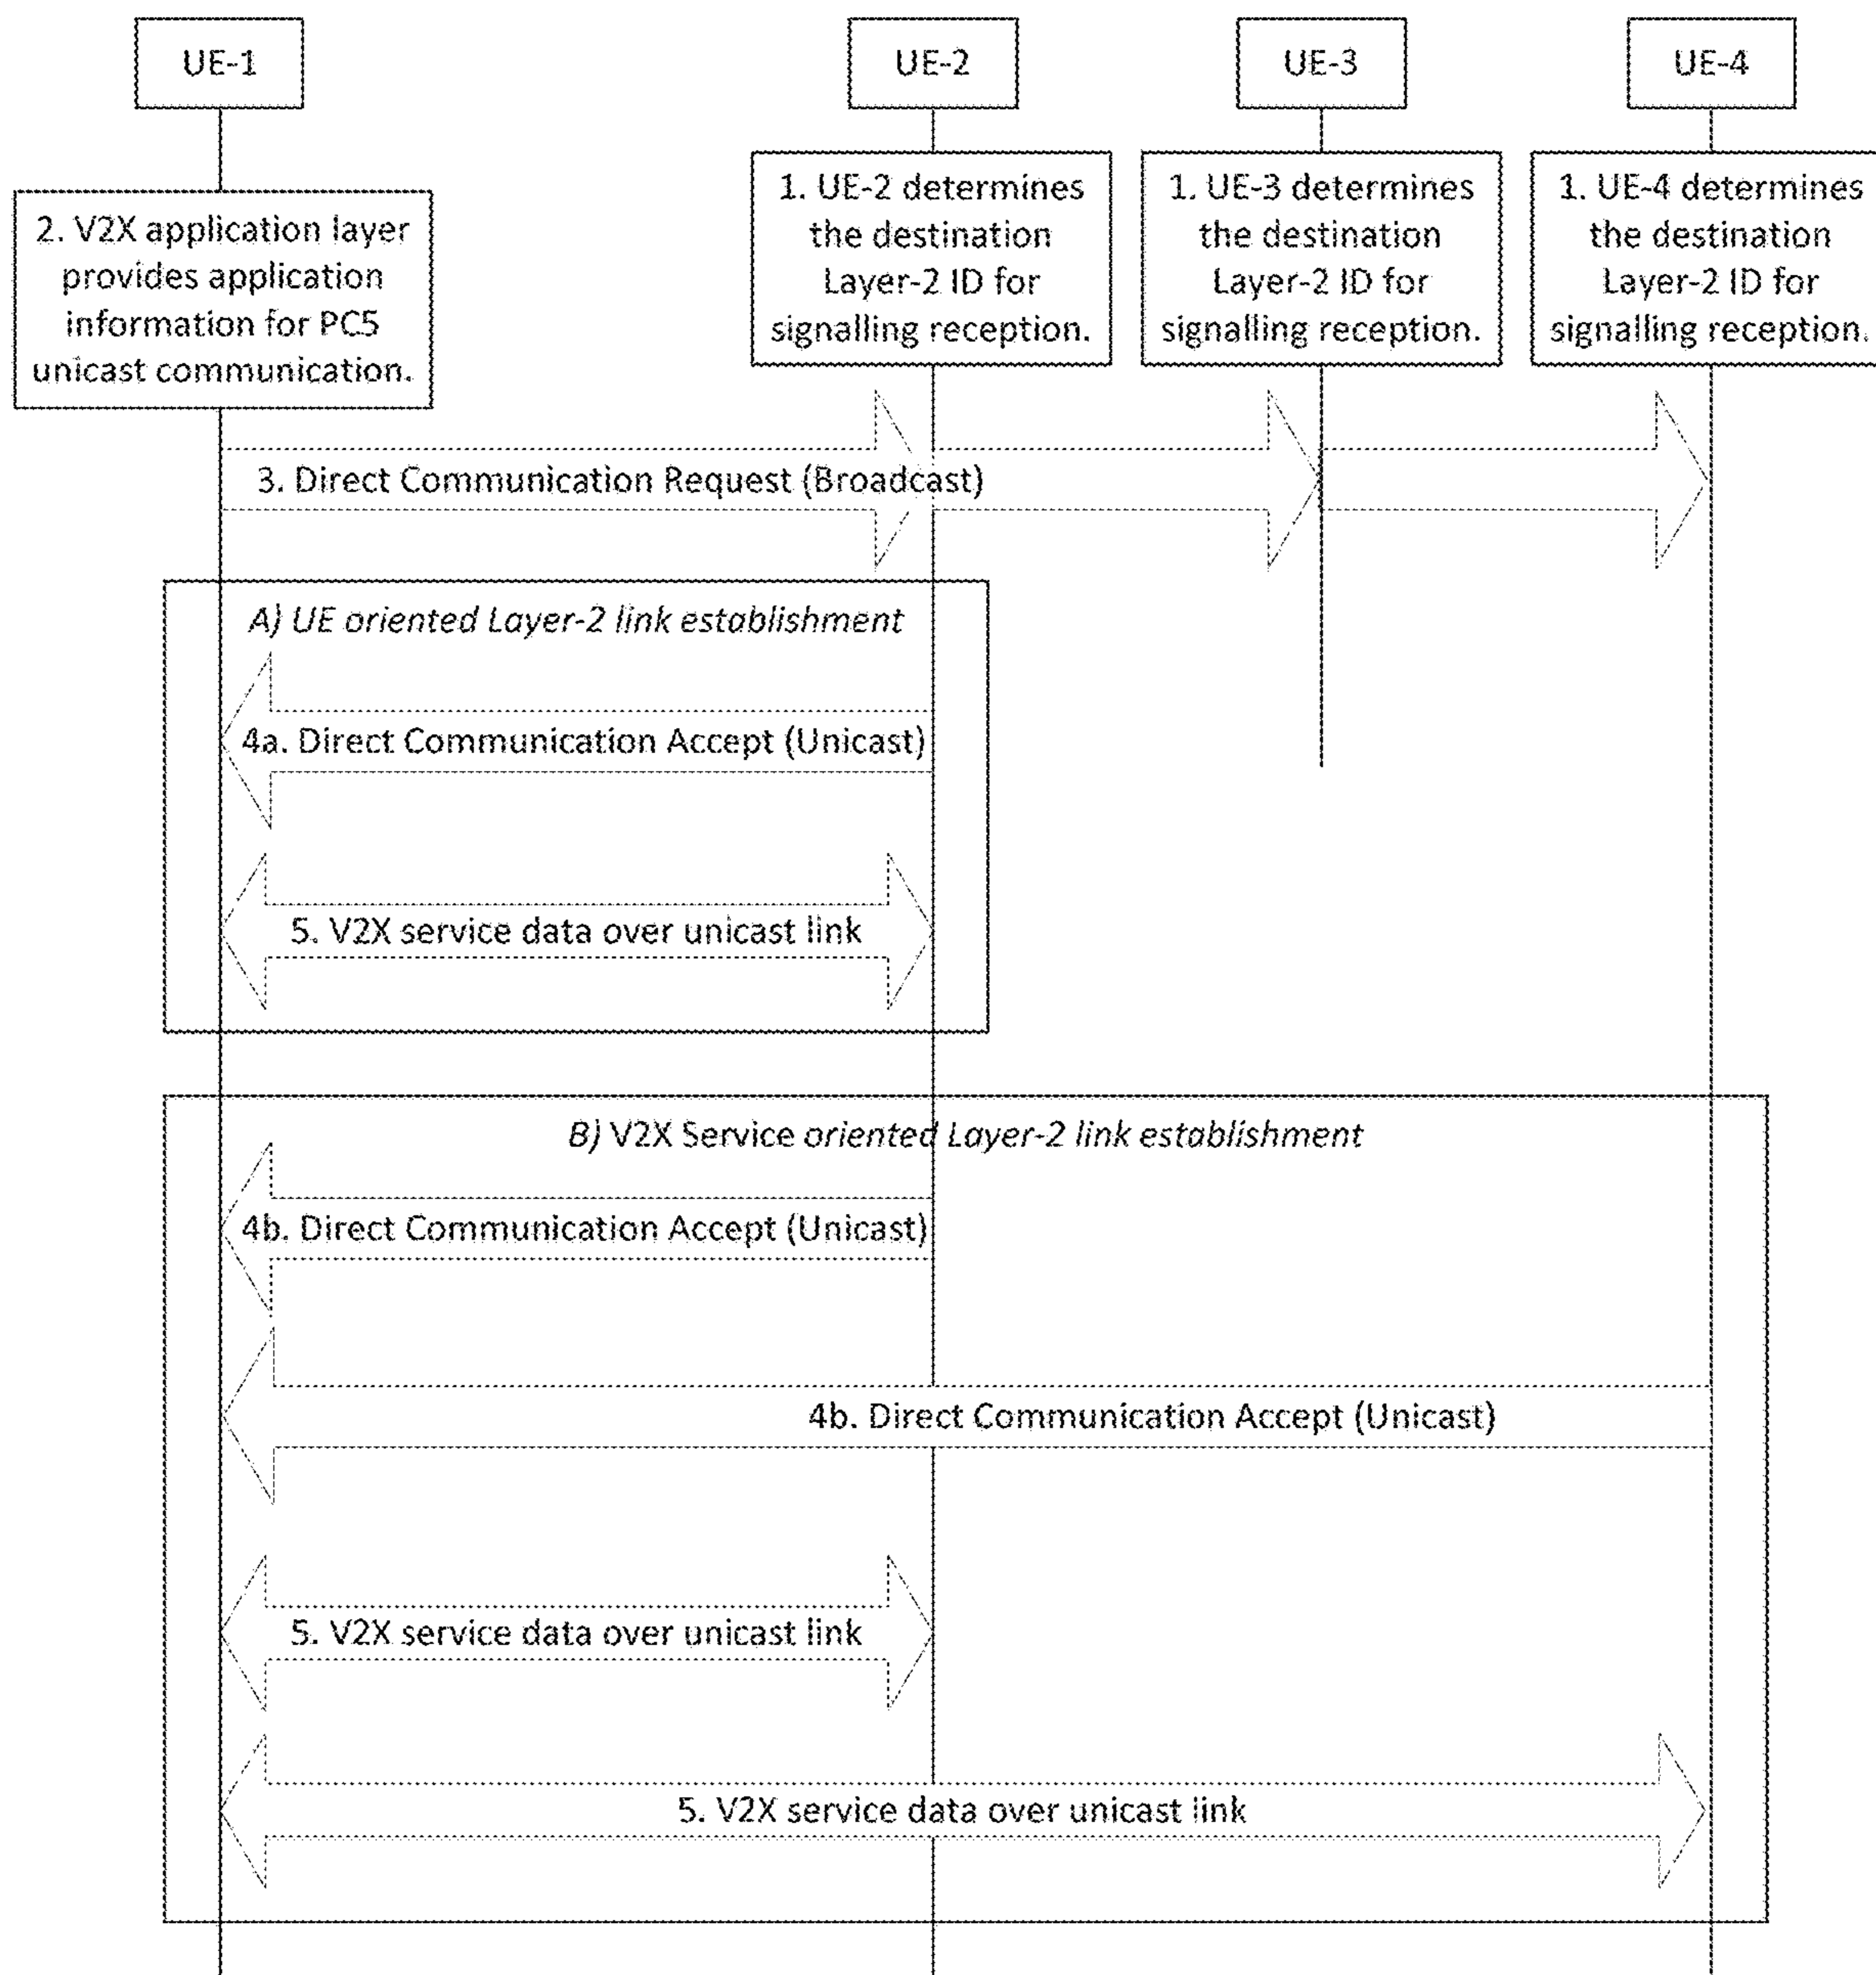 UE-1
UE-2
UE-3
UE-4
2. V2X application layer
provides application
information for PC5
unicast communication.
1. UE-2 determines
the destination
Layer-2 ID for
signalling reception.
1. UE-3 determines
the destination
Layer-2 ID for
signalling reception.
1. UE-4 determines
the destination
Layer-2 ID for
signalling reception.
3. Direct Communication Request (Broadcast)
A) UE oriented Layer-2 link establishment
4a. Direct Communication Accept (Unicast)
5. V2X service data over unicast link
B) V2X Service oriented Layer-2 link establishment
4b. Direct Communication Accept (Unicast)
4b. Direct Communication Accept (Unicast)
5. V2X service data over unicast link
5. V2X service data over unicast link